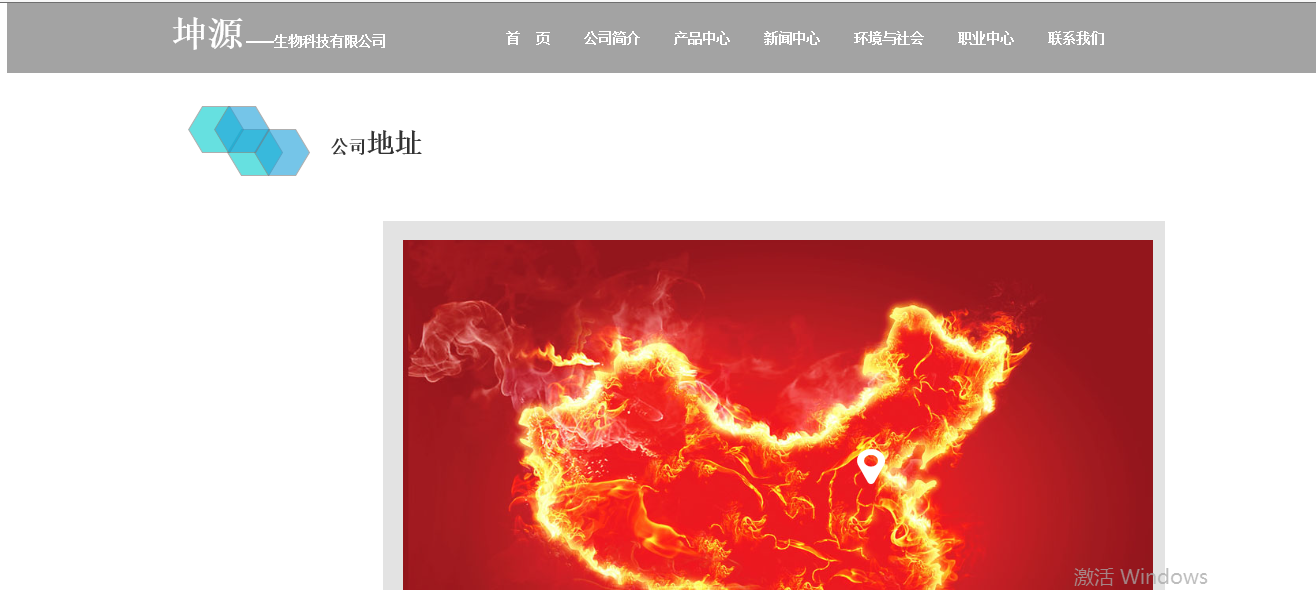 坤源——生物科技有限公司
首 页 公司简介 产品中心 新闻中心 环境与社会 职业中心 联系我们
公司地址
激活 Windows